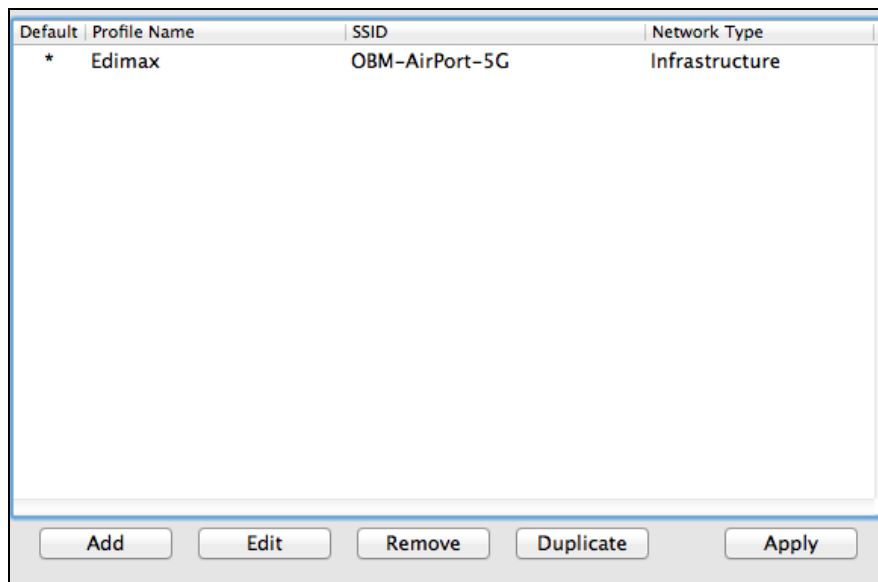 Default Profile Name SSID Network Type
* Edimax OBM-AirPort-5G Infrastructure
Add Edit Remove Duplicate Apply